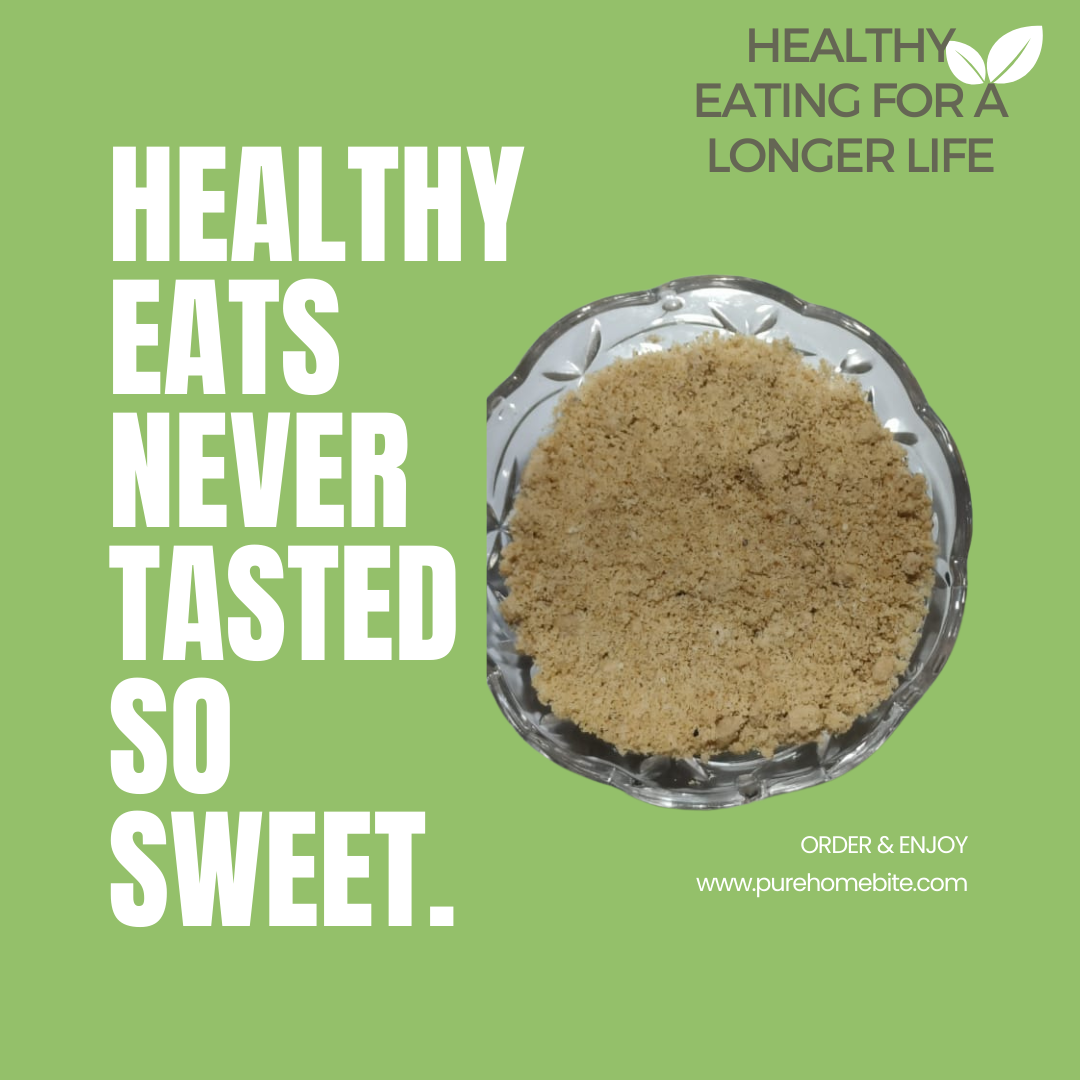 HEALTHY
EATING FOR A
LONGER LIFE
HEALTHY
EATS
NEVER
TASTED
SO
SWEET.
ORDER & ENJOY
www.purehomebite.com